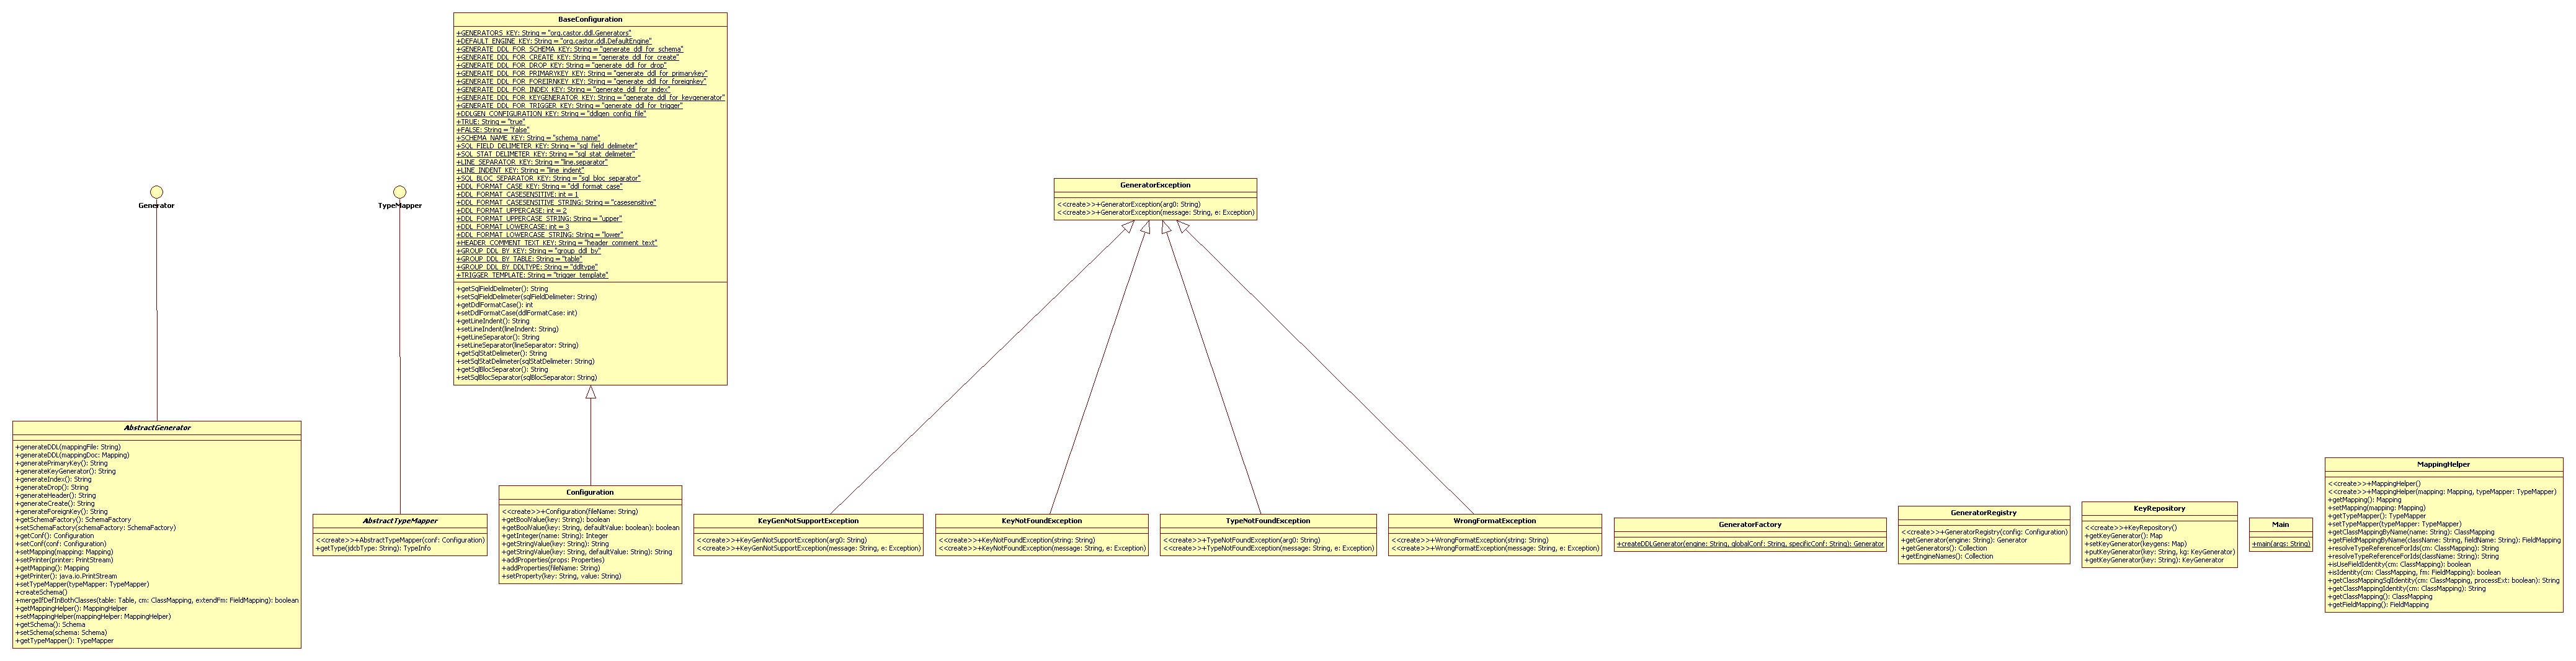 BaseConfiguration
+GENERATORS_KEY: String = "org.castor.ddl.Generators"
+DEFAULT_ENGINE_KEY: String = "org.castor.ddl.DefaultEngine"
+GENERATE_DDL_FOR_SCHEMA_KEY: String = "generate_ddl_for_schema"
+GENERATE_DDL_FOR_CREATE_KEY: String = "generate_ddl_for_create"
+GENERATE_DDL_FOR_DROP_KEY: String = "generate_ddl_for_drop"
+GENERATE_DDL_FOR_PRIMARYKEY_KEY: String = "generate_ddl_for_primarykey"
+GENERATE_DDL_FOR_FOREIRNKEY_KEY: String = "generate_ddl_for_foreignkey"
+GENERATE_DDL_FOR_INDEX_KEY: String = "generate_ddl_for_index"
+GENERATE_DDL_FOR_KEYGENERATOR_KEY: String = "generate_ddl_for_keygenerator"
+GENERATE_DDL_FOR_TRIGGER_KEY: String = "generate_ddl_for_trigger"
+DDLGEN_CONFIGURATION_KEY: String = "ddlgen_config_file"
+TRUE: String = "true"
+FALSE: String = "false"
+SCHEMA_NAME_KEY: String = "schema_name"
+SQL_FIELD_DELIMETER_KEY: String = "sql_field_delimeter"
+SQL_STAT_DELIMETER_KEY: String = "sql_stat_delimeter"
+LINE_SEPARATOR_KEY: String = "line.separator"
+LINE_INDENT_KEY: String = "line_indent"
+SQL_BLOC_SEPARATOR_KEY: String = "sql_bloc_separator"
+DDL_FORMAT_CASE_KEY: String = "ddl_format_case"
+DDL_FORMAT_CASESENSITIVE: int = 1
+DDL_FORMAT_CASESENSITIVE_STRING: String = "casesensitive"
+DDL_FORMAT_UPPERCASE: int = 2
+DDL_FORMAT_UPPERCASE_STRING: String = "upper"
+DDL_FORMAT_LOWERCASE: int = 3
+DDL_FORMAT_LOWERCASE_STRING: String = "lower"
+HEADER_COMMENT_TEXT_KEY: String = "header_comment_text"
+GROUP_DDL_BY_KEY: String = "group_ddl_by"
+GROUP_DDL_BY_TABLE: String = "table"
+GROUP_DDL_BY_DDLTYPE: String = "ddltype"
+TRIGGER_TEMPLATE: String = "trigger_template"
+getSqlFieldDelimeter(): String
+setSqlFieldDelimeter(sqlFieldDelimeter: String)
+getDdlFormatCase(): int
+setDdlFormatCase(ddlFormatCase: int)
+getLineIndent(): String
+setLineIndent(lineIndent: String)
+getLineSeparator(): String
+setLineSeparator(lineSeparator: String)
+getSqlStatDelimeter(): String
+setSqlStatDelimeter(sqlStatDelimeter: String)
+getSqlBlocSeparator(): String
+setSqlBlocSeparator(sqlBlocSeparator: String)
Generator
TypeMapper
GeneratorException
<<create>>+GeneratorException(arg0: String)
<<create>>+GeneratorException(message: String, e: Exception)
AbstractGenerator
+generateDDL(mappingFile: String)
+generateDDL(mappingDoc: Mapping)
+generatePrimaryKey(): String
+generateKeyGenerator(): String
+generateIndex(): String
+generateDrop(): String
+generateHeader(): String
+generateCreate(): String
+generateForeignKey(): String
+getSchemaFactory(): SchemaFactory
+setSchemaFactory(schemaFactory: SchemaFactory)
+getConf(): Configuration
+setConf(conf: Configuration)
+setMapping(mapping: Mapping)
+setPrinter(printer: PrintStream)
+getMapping(): Mapping
+getPrinter(): java.io.PrintStream
+setTypeMapper(typeMapper: TypeMapper)
+createSchema()
+mergeIfDefInBothClasses(table: Table, cm: ClassMapping, extendFm: FieldMapping): boolean
+getMappingHelper(): MappingHelper
+setMappingHelper(mappingHelper: MappingHelper)
+getSchema(): Schema
+setSchema(schema: Schema)
+getTypeMapper(): TypeMapper
AbstractTypeMapper
<<create>>+AbstractTypeMapper(conf: Configuration)
+getType(jdcbType: String): TypeInfo
Configuration
<<create>>+Configuration(fileName: String)
+getBoolValue(key: String): boolean
+getBoolValue(key: String, defaultValue: boolean): boolean
+getInteger(name: String): Integer
+getStringValue(key: String): String
+getStringValue(key: String, defaultValue: String): String
+addProperties(props: Properties)
+addProperties(fileName: String)
+setProperty(key: String, value: String)
KeyGenNotSupportException
<<create>>+KeyGenNotSupportException(arg0: String)
<<create>>+KeyGenNotSupportException(message: String, e: Exception)
KeyNotFoundException
<<create>>+KeyNotFoundException(string: String)
<<create>>+KeyNotFoundException(message: String, e: Exception)
TypeNotFoundException
<<create>>+TypeNotFoundException(arg0: String)
<<create>>+TypeNotFoundException(message: String, e: Exception)
WrongFormatException
<<create>>+WrongFormatException(string: String)
<<create>>+WrongFormatException(message: String, e: Exception)
GeneratorFactory
+createDDLGenerator(engine: String, globalConf: String, specificConf: String): Generator
GeneratorRegistry
<<create>>+GeneratorRegistry(config: Configuration)
+getGenerator(engine: String): Generator
+getGenerators(): Collection
+getEngineNames(): Collection
KeyRepository
<<create>>+KeyRepository()
+getKeyGenerator(): Map
+setKeyGenerator(keygens: Map)
+putKeyGenerator(key: String, kg: KeyGenerator)
+getKeyGenerator(key: String): KeyGenerator
Main
+main(args: String)
MappingHelper
<<create>>+MappingHelper()
<<create>>+MappingHelper(mapping: Mapping, typeMapper: TypeMapper)
+getMapping(): Mapping
+setMapping(mapping: Mapping)
+getTypeMapper(): TypeMapper
+setTypeMapper(typeMapper: TypeMapper)
+getClassMappingByName(name: String): ClassMapping
+getFieldMappingByName(className: String, fieldName: String): FieldMapping
+resolveTypeReferenceForIds(cm: ClassMapping): String
+resolveTypeReferenceForIds(className: String): String
+isUseFieldIdentity(cm: ClassMapping): boolean
+isIdentity(cm: ClassMapping, fm: FieldMapping): boolean
+getClassMappingSqlIdentity(cm: ClassMapping, processExt: boolean): String
+getClassMappingIdentity(cm: ClassMapping): String
+getClassMapping(): ClassMapping
+getFieldMapping(): FieldMapping